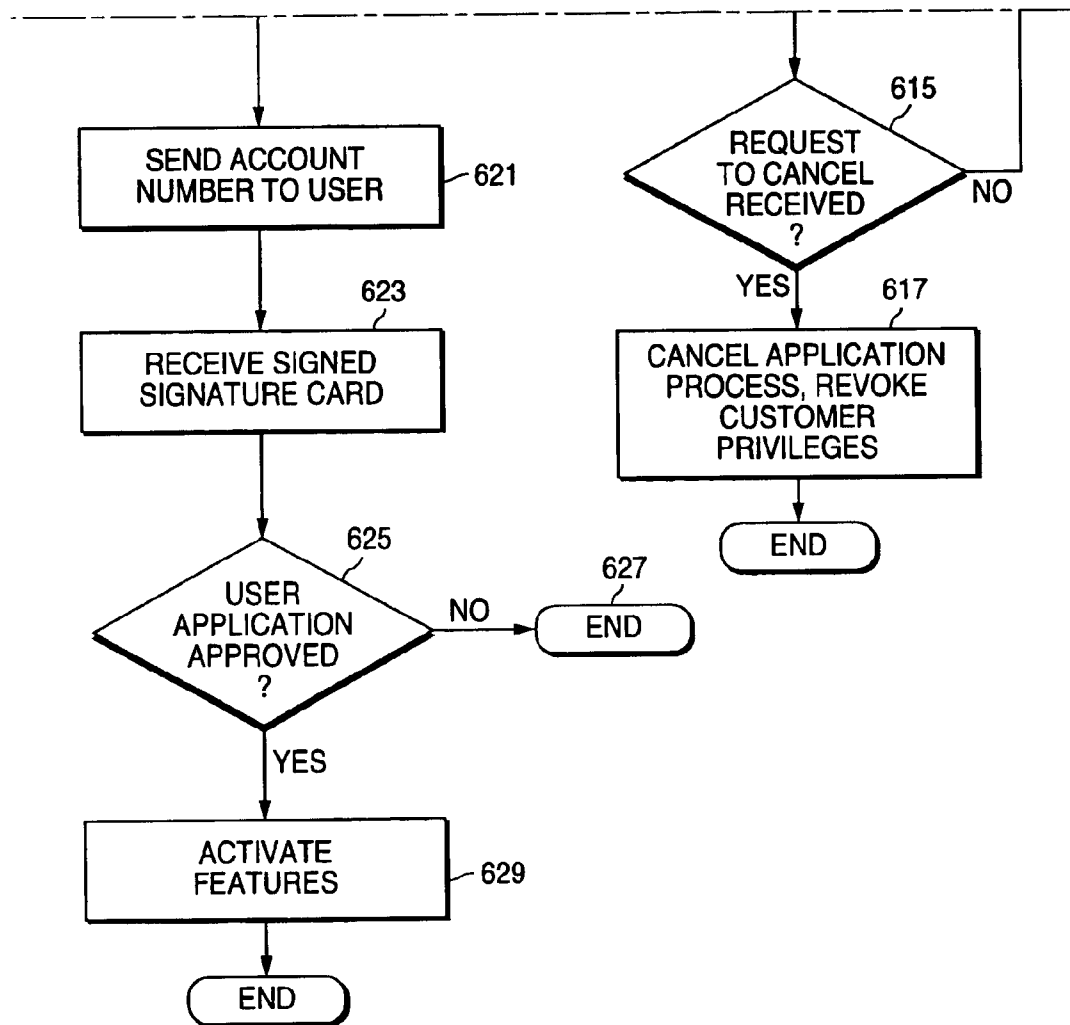 SEND ACCOUNT
NUMBER TO USER
621
623
RECEIVE SIGNED
SIGNATURE CARD
625
USER
APPLICATION
APPROVED
?
NO
627
END
YES
ACTIVATE
FEATURES
629
END
615
REQUEST
TO CANCEL
RECEIVED
?
NO
YES
617
CANCEL APPLICATION
PROCESS, REVOKE
CUSTOMER
PRIVILEGES
END